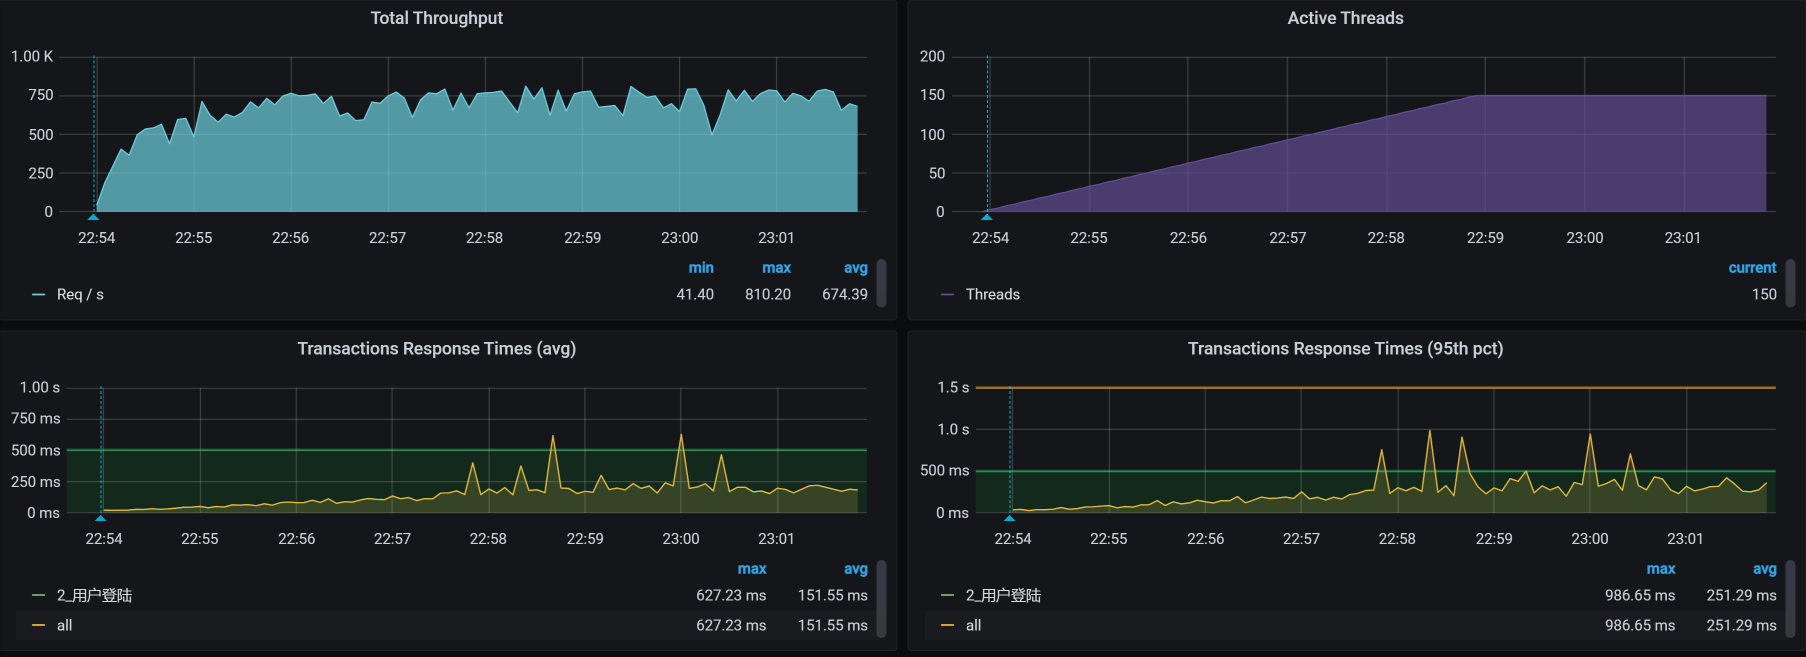 Total Throughput
1.00 K
750
500
250
0
22:54 22:55 22:56 22:57 22:58 22:59 23:00 23:01
min max avg
Req / s 41.40 810.20 674.39
Active Threads
200
150
100
50
0
22:54 22:55 22:56 22:57 22:58 22:59 23:00 23:01
current
Threads 150
Transactions Response Times (avg)
1.00 s
750 ms
500 ms
250 ms
0 ms
22:54 22:55 22:56 22:57 22:58 22:59 23:00 23:01
max avg
2_用户登陆 627.23 ms 151.55 ms
all 627.23 ms 151.55 ms
Transactions Response Times (95th pct)
1.5 s
1.0 s
500 ms
0 ms
22:54 22:55 22:56 22:57 22:58 22:59 23:00 23:01
max avg
2_用户登陆 986.65 ms 251.29 ms
all 986.65 ms 251.29 ms